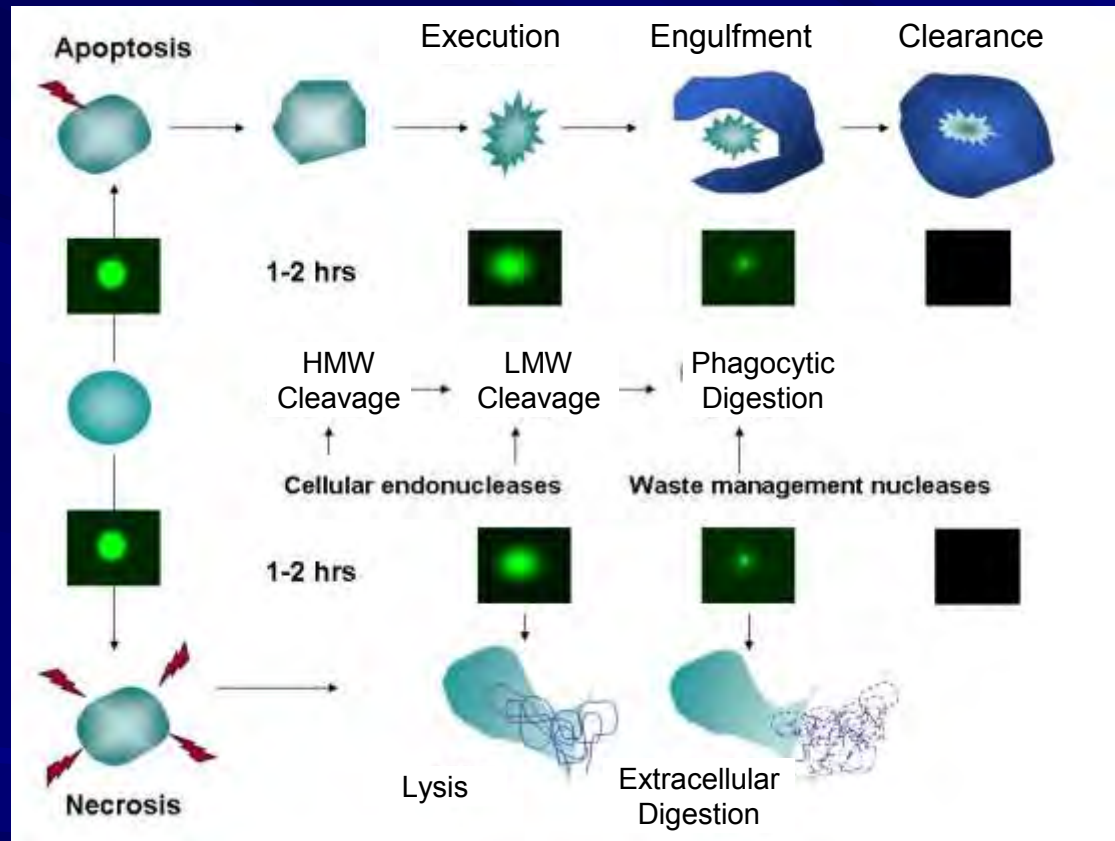 Apoptosis
Execution
Engulfment
Clearance
1-2 hrs
HMW
Cleavage
LMW
Cleavage
Phagocytic
Digestion
Cellular endonucleases
Waste management nucleases
1-2 hrs
Necrosis
Lysis
Extracellular
Digestion